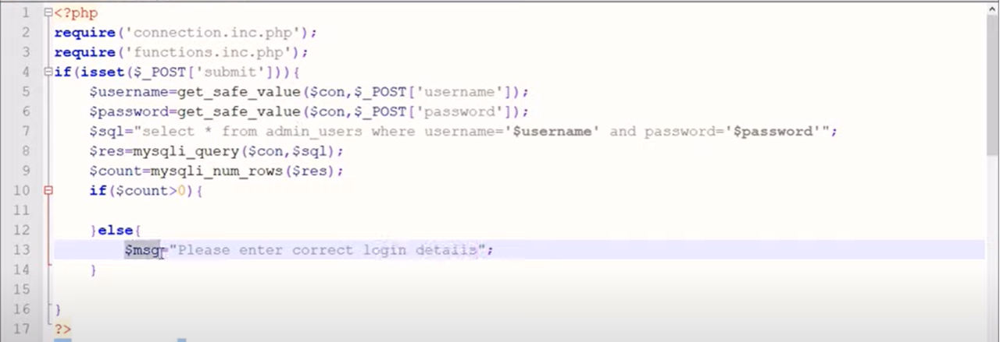 1 <?php
2 require('connection.inc.php');
3 require('functions.inc.php');
4 if(isset($_POST['submit'])){
5 $username=get_safe_value($con,$_POST['username']);
6 $password=get_safe_value($con,$_POST['password']);
7 $sql="select * from admin_users where username='$username' and password='$password'";
8 $res=mysqli_query($con,$sql);
9 $count=mysqli_num_rows($res);
10 if($count>0){
11
12 }else{
13 $msg="Please enter correct login details";
14 }
15
16 }
17 ?>